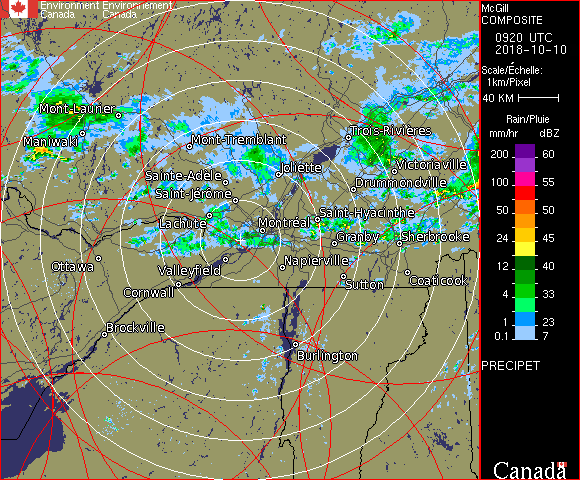 Environment Environnement
Canada Canada
McGill
COMPOSITE
0920 UTC
2018-10-10
Scale/Échelle:
1km/Pixel
40 KM
Rain/Pluie
mm/hr dBZ
200 60
100 55
50 50
24 45
12 40
4 33
1 23
0.1 7
PRECIPET
Mont-Laurier
Maniwaki
Mont-Tremblant
Trois-Rivières
Joliette
Victoriaville
Sainte-Adèle
Drummondville
Saint-Jérôme
Saint-Hyacinthe
Lachute
Montréal
Granby
Sherbrooke
Ottawa
Valleyfield
Napierville
Cornwall
Sutton
Coaticook
Brockville
Burlington
Canada